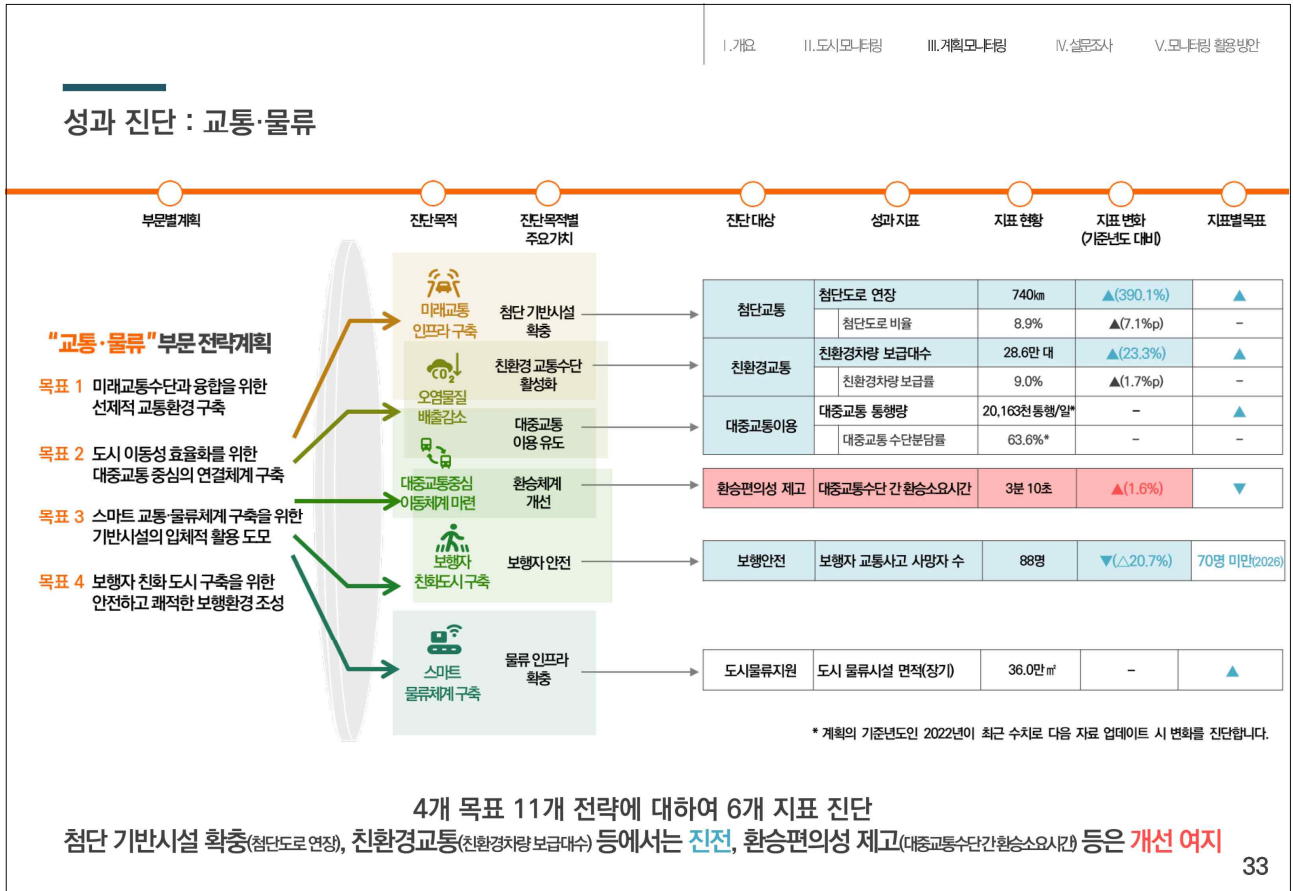 Ⅰ.개요 Ⅱ.도시모니터링 Ⅲ.계획모니터링 Ⅳ.설문조사 Ⅴ.모니터링 활용방안
성과 진단 : 교통·물류
부문별계획 진단목적 진단목적별 주요가치 진단 대상 성과 지표 지표 현황 지표 변화 (기준년도 대비) 지표별목표
"교통·물류" 부문 전략계획
목표 1 미래교통수단과 융합을 위한
선제적 교통환경 구축
목표 2 도시 이동성 효율화를 위한
대중교통 중심의 연결체계 구축
목표 3 스마트 교통·물류체계 구축을 위한
기반시설의 입체적 활용 도모
목표 4 보행자 친화 도시 구축을 위한
안전하고 쾌적한 보행환경 조성
미래교통
인프라 구축
첨단 기반시설
확충
CO₂
오염물질
배출감소
친환경 교통수단
활성화
대중교통
이용 유도
대중교통중심
이동체계 마련
환승체계
개선
보행자
친화도시 구축
보행자 안전
스마트
물류체계 구축
물류 인프라
확충
첨단교통 첨단도로 연장 740㎞ ▲(390.1%) ▲
첨단도로 비율 8.9% ▲(7.1%p) –
친환경교통 친환경차량 보급대수 28.6만 대 ▲(23.3%) ▲
친환경차량 보급률 9.0% ▲(1.7%p) –
대중교통이용 대중교통 통행량 20,163천통행/일* – ▲
대중교통 수단분담률 63.6%* – –
환승편의성 제고 대중교통수단 간 환승소요시간 3분 10초 ▲(1.6%) ▼
보행안전 보행자 교통사고 사망자 수 88명 ▼(△20.7%) 70명 미만(2026)
도시물류지원 도시 물류시설 면적(장기) 36.0만㎡ – ▲
* 계획의 기준년도인 2022년이 최근 수치로 다음 자료 업데이트 시 변화를 진단합니다.
4개 목표 11개 전략에 대하여 6개 지표 진단
첨단 기반시설 확충(첨단도로 연장), 친환경교통(친환경차량 보급대수) 등에서는 진전, 환승편의성 제고(대중교통수단간환승소요시간) 등은 개선 여지
33